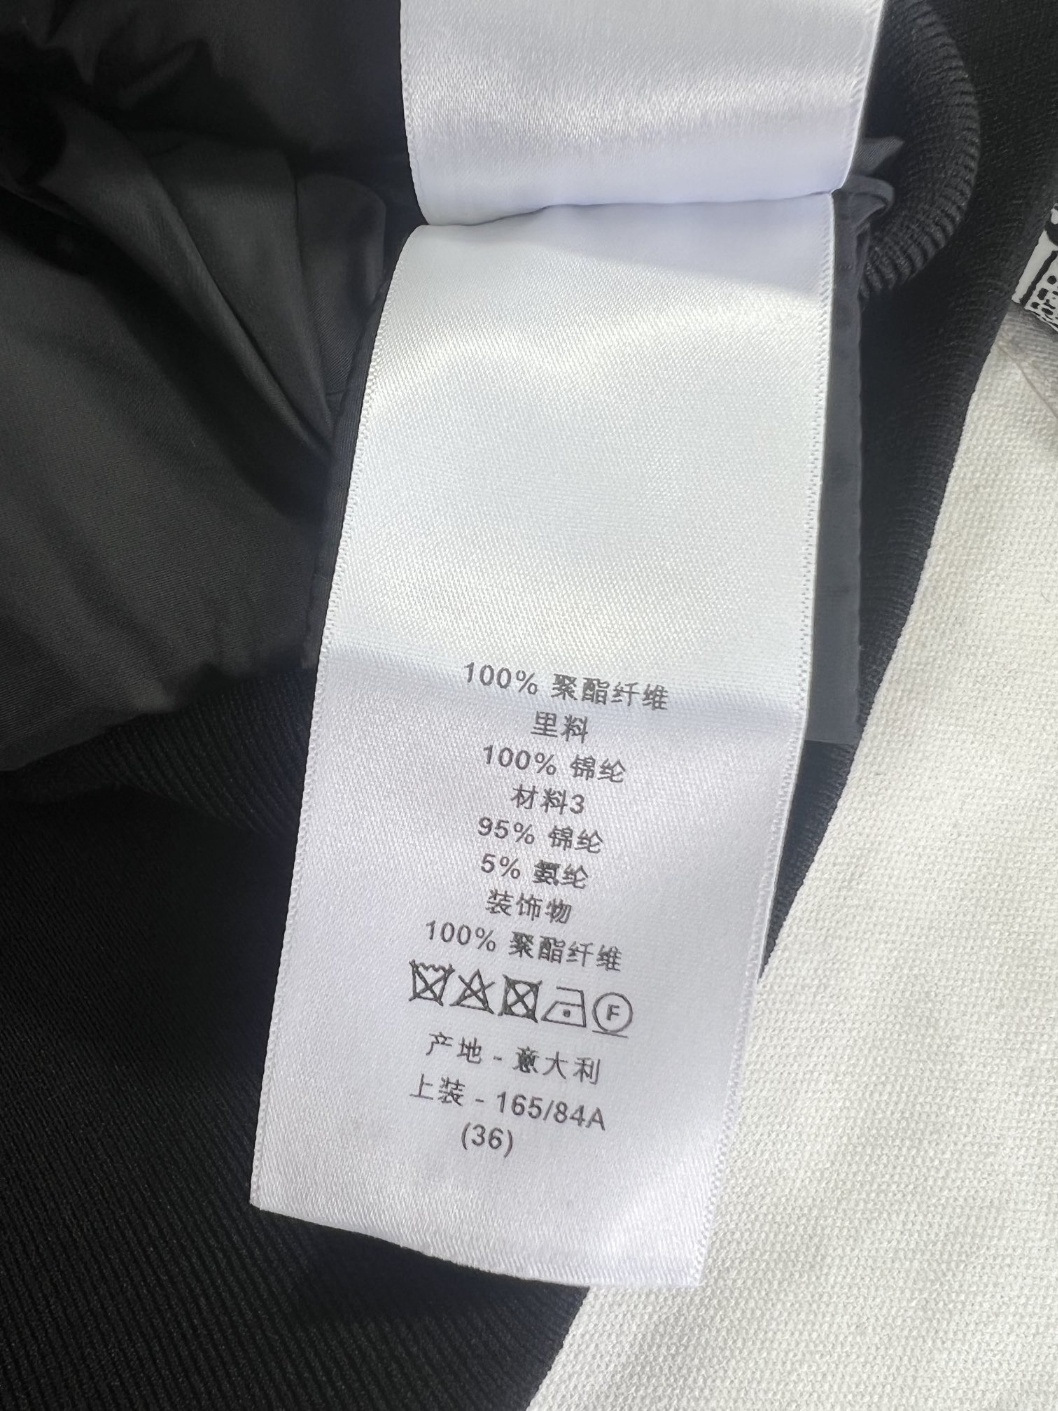 100% 聚酯纤维
里料
100% 锦纶
材料3
95% 锦纶
5% 氨纶
装饰物
100% 聚酯纤维
F
产地 - 意大利
上装 - 165/84A
(36)